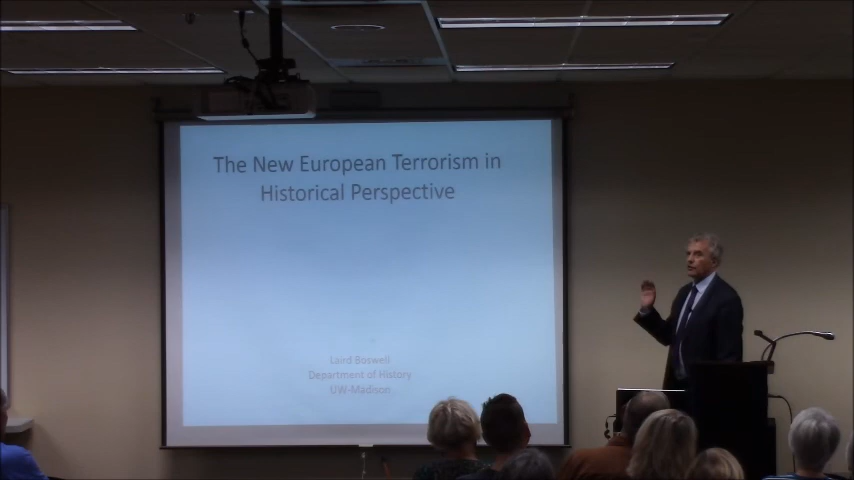 The New European Terrorism in
Historical Perspective
Laird Boswell
Department of History
UW-Madison